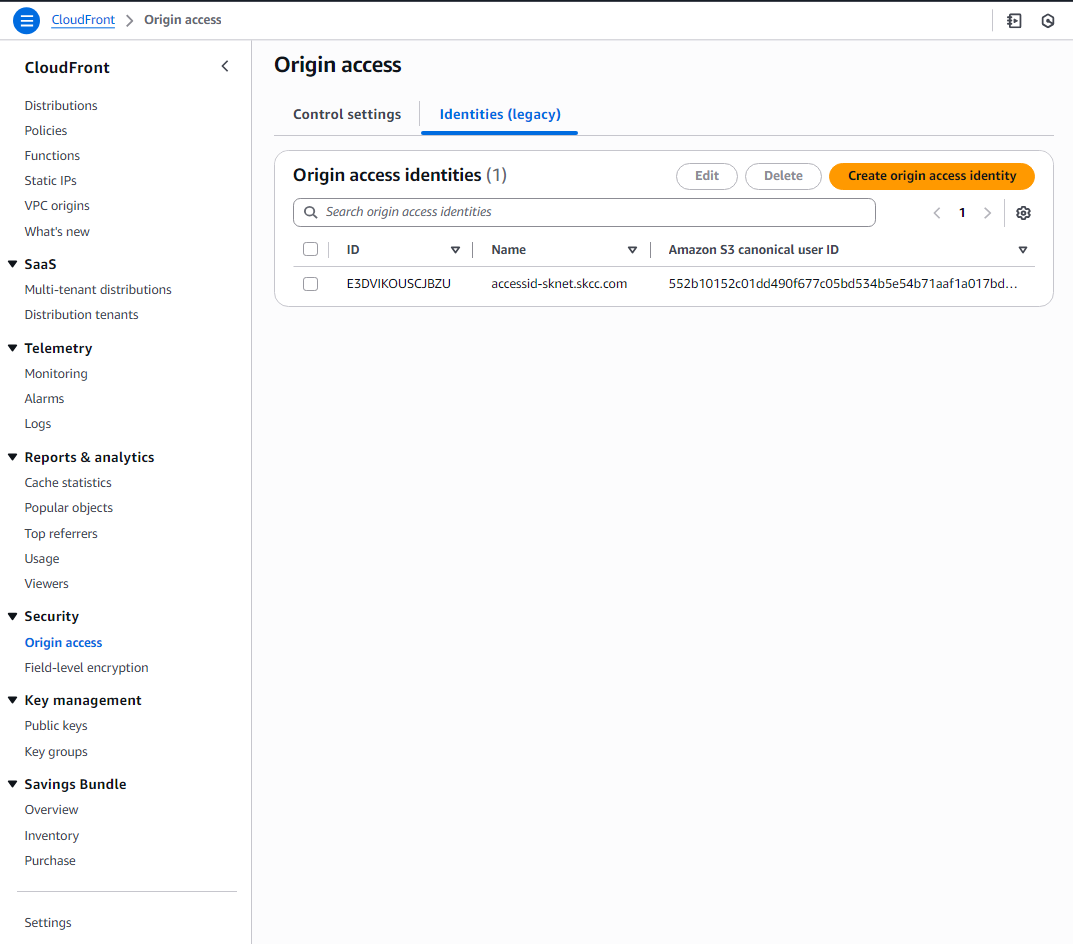 CloudFront > Origin access
CloudFront
Distributions
Policies
Functions
Static IPs
VPC origins
What's new
SaaS
Multi-tenant distributions
Distribution tenants
Telemetry
Monitoring
Alarms
Logs
Reports & analytics
Cache statistics
Popular objects
Top referrers
Usage
Viewers
Security
Origin access
Field-level encryption
Key management
Public keys
Key groups
Savings Bundle
Overview
Inventory
Purchase
Settings
Origin access
Control settings Identities (legacy)
Origin access identities (1) Edit Delete Create origin access identity
Search origin access identities 1
ID Name Amazon S3 canonical user ID
E3DVIKOUSCJBZU accessid-sknet.skcc.com 552b10152c01dd490f677c05bd534b5e54b71aaf1a017bd...